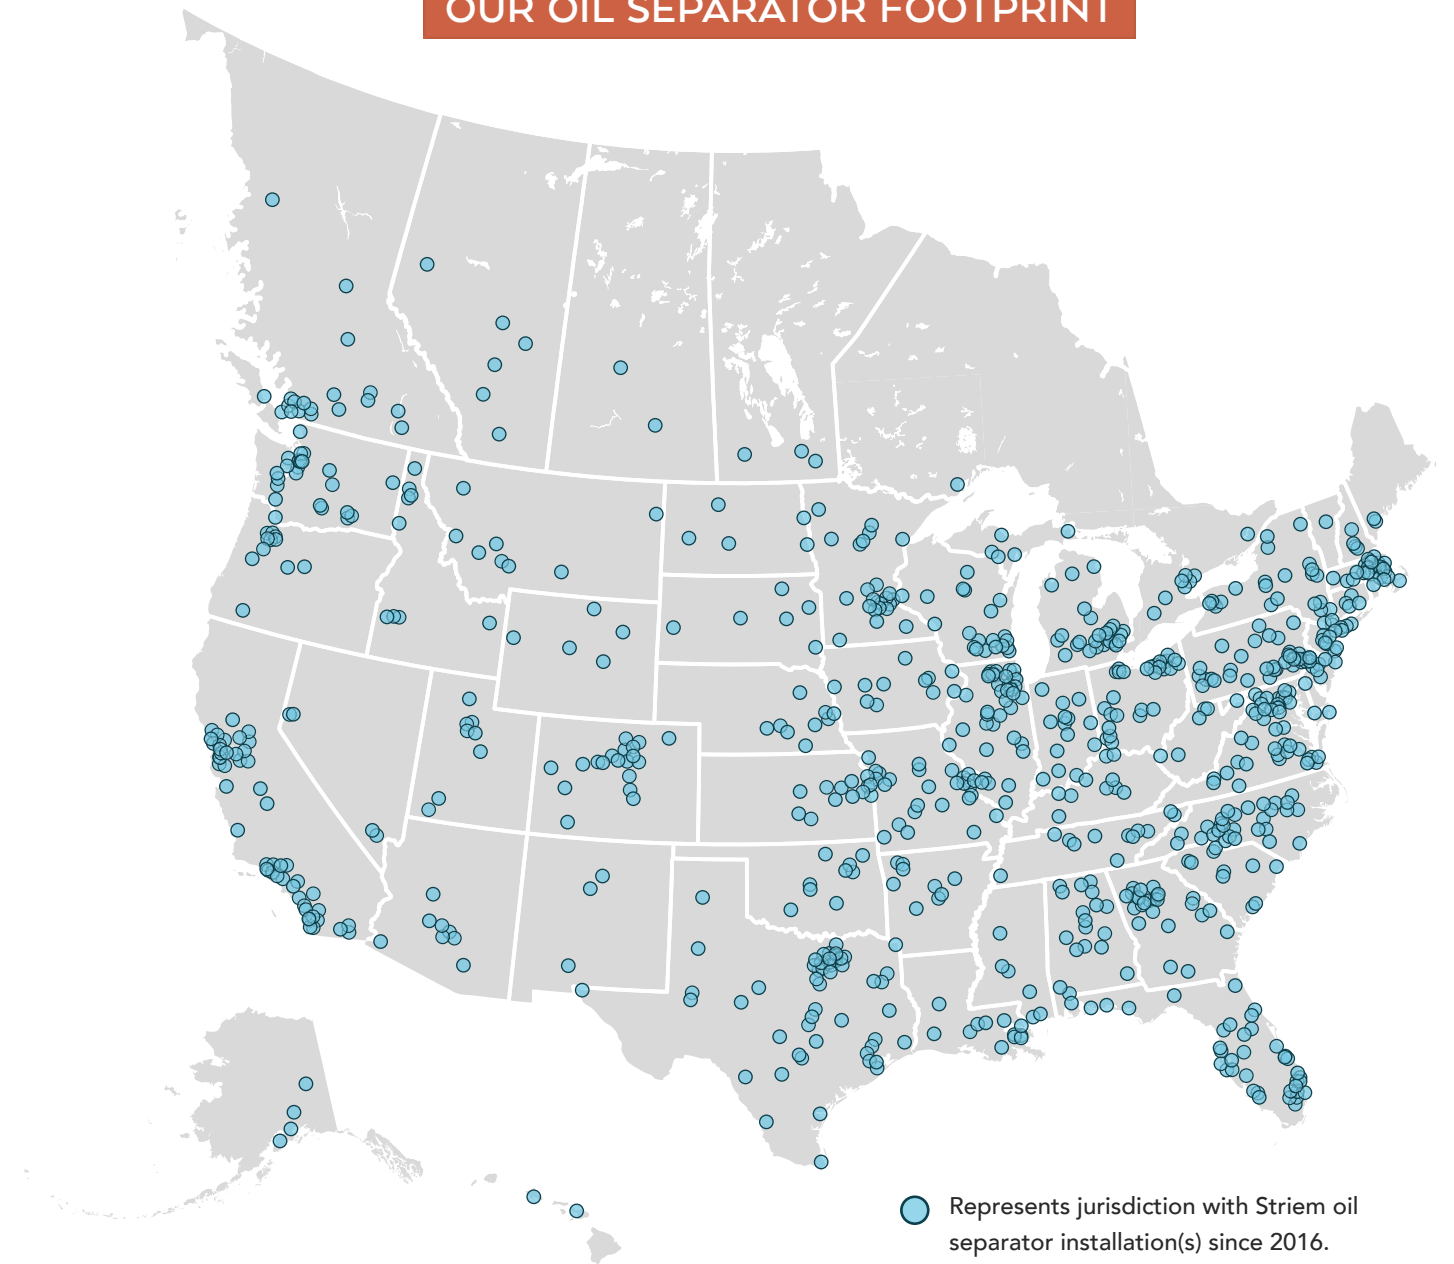 OUR OIL SEPARATOR FOOTPRINT
Represents jurisdiction with Striem oil
separator installation(s) since 2016.